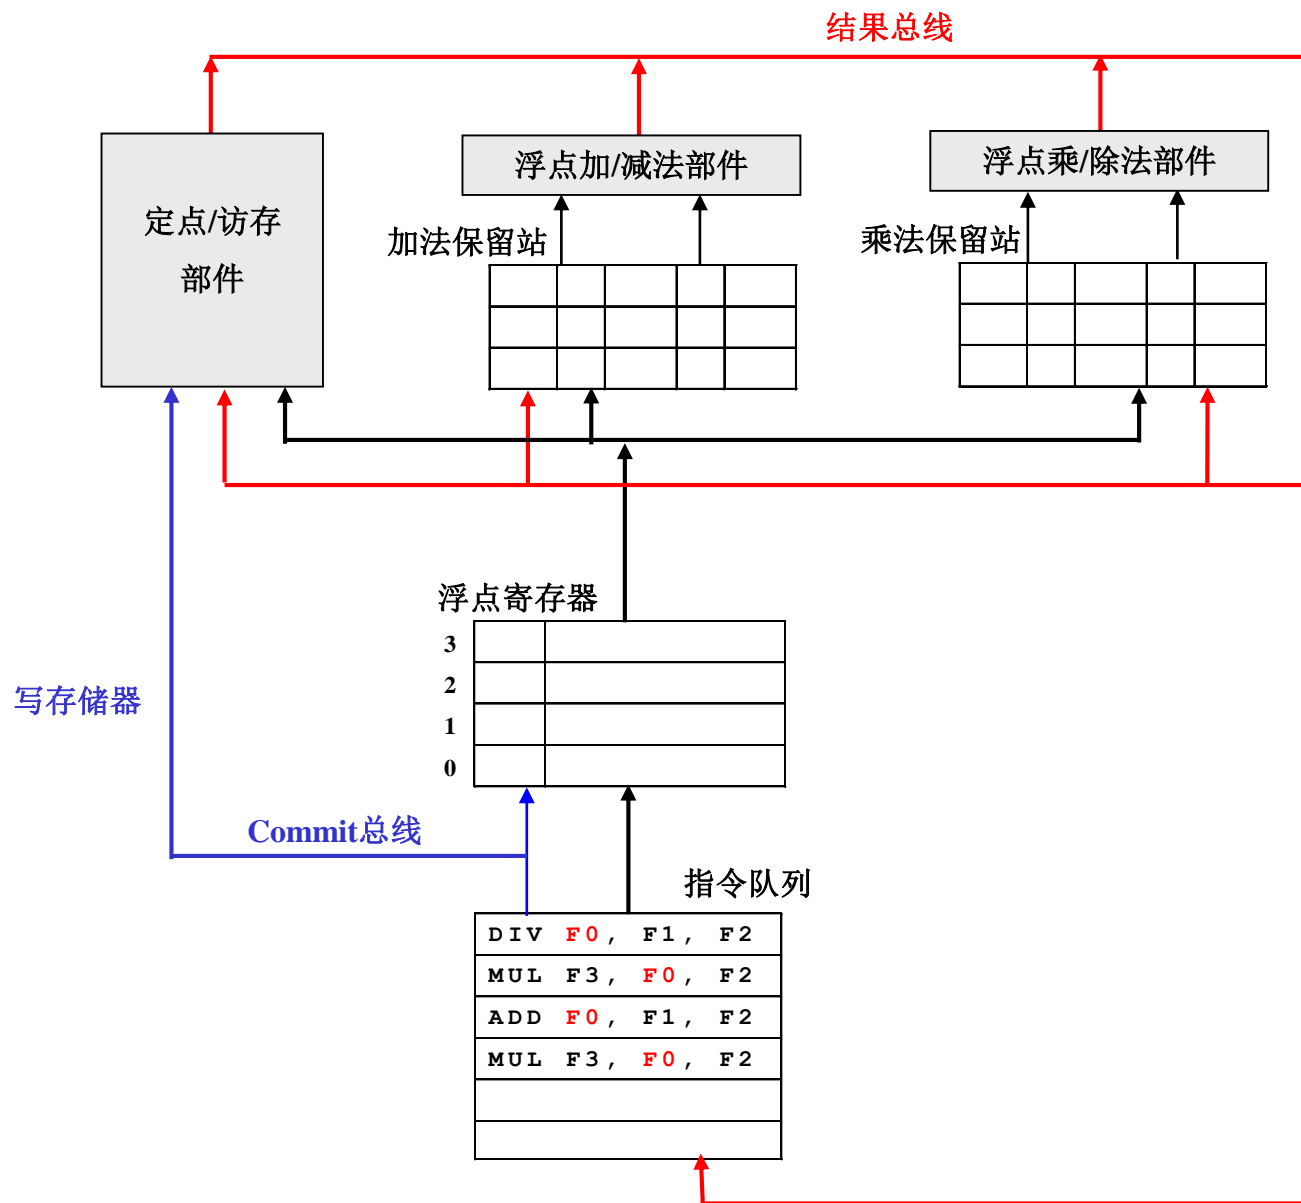 结果总线
浮点加/减法部件
浮点乘/除法部件
定点/访存
部件
加法保留站
乘法保留站
浮点寄存器
3
2
1
0
写存储器
Commit总线
指令队列
DIV F0, F1, F2
MUL F3, F0, F2
ADD F0, F1, F2
MUL F3, F0, F2